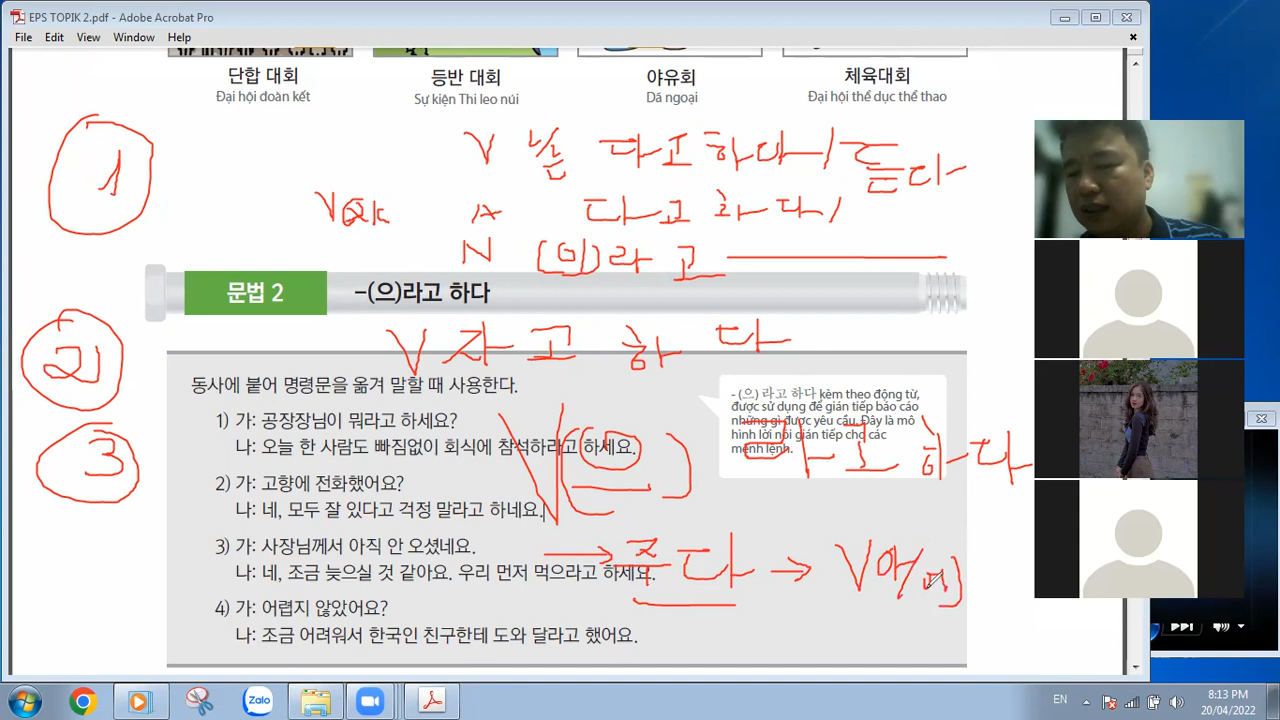 EPS TOPIK 2.pdf - Adobe Acrobat Pro
File Edit View Window Help
단합 대회 등반 대회 야유회 체육대회
Đại hội đoàn kết Sự kiện Thi leo núi Dã ngoại Đại hội thể dục thể thao
1
V 는 다고 하다/ 듣다
A 다고 하다/
N (이)라고
문법 2 -(으)라고 하다
2
V 자고 하다
동사에 붙어 명령문을 옮겨 말할 때 사용한다.
1) 가: 공장장님이 뭐라고 하세요?
나: 오늘 한 사람도 빠짐없이 회식에 참석하라고 하세요.
2) 가: 고향에 전화했어요?
나: 네, 모두 잘 있다고 걱정 말라고 하네요.
3) 가: 사장님께서 아직 안 오셨네요.
나: 네, 조금 늦으실 것 같아요. 우리 먼저 먹으라고 하세요.
4) 가: 어렵지 않았어요?
나: 조금 어려워서 한국인 친구한테 도와 달라고 했어요.
- (으) 라고 하다 kèm theo động từ,
được sử dụng để gián tiếp báo cáo
những gì được yêu cầu. Đây là mô
hình lời nói gián tiếp cho các
mệnh lệnh.
3
V (으) 라고 하다
→ 주다 → V 아/어
Zalo
EN
8:13 PM
20/04/2022